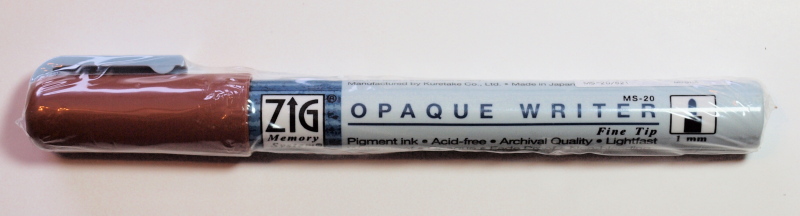 ZIG®
Memory
System
Manufactured by Kuretake Co., Ltd. • Made in Japan
MS-20
OPAQUE WRITER
Fine Tip
1 mm
Pigment ink • Acid-free • Archival Quality • Lightfast